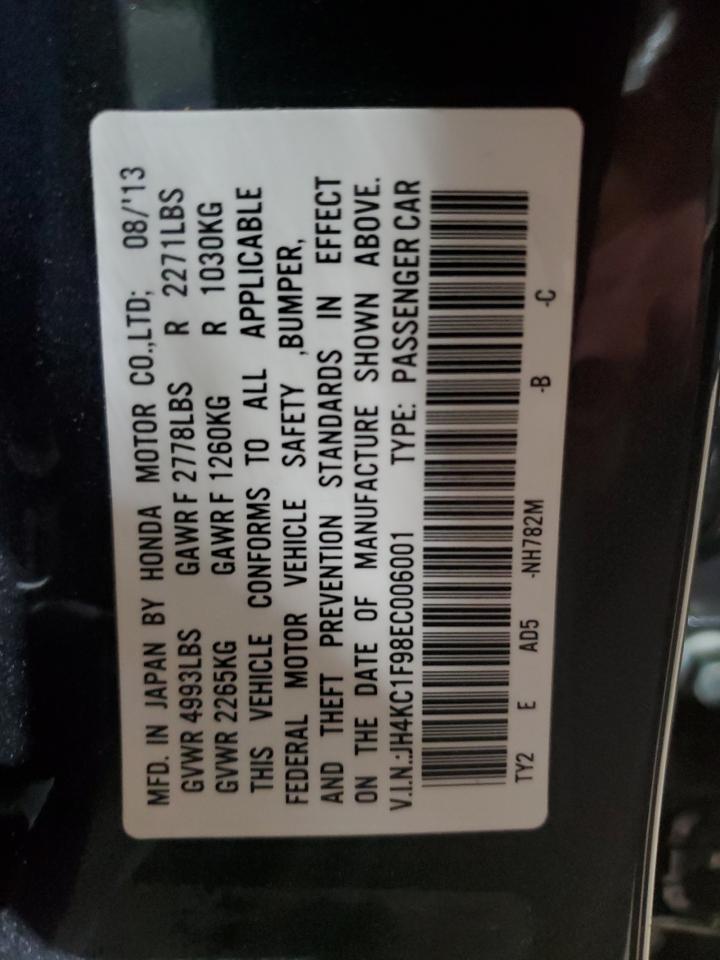 MFD. IN JAPAN BY HONDA MOTOR CO.,LTD; 08/'13
GVWR 4993LBS GAWR F 2778LBS R 2271LBS
GVWR 2265KG GAWR F 1260KG R 1030KG
THIS VEHICLE CONFORMS TO ALL APPLICABLE
FEDERAL MOTOR VEHICLE SAFETY ,BUMPER,
AND THEFT PREVENTION STANDARDS IN EFFECT
ON THE DATE OF MANUFACTURE SHOWN ABOVE.
V.I.N.:JH4KC1F98EC006001 TYPE: PASSENGER CAR
TY2 E AD5 -NH782M -B -C